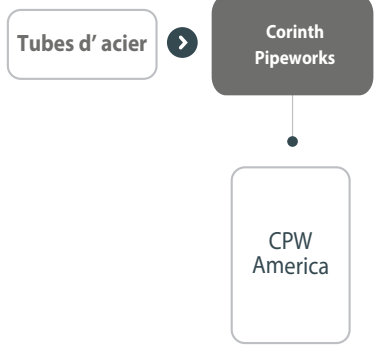 Tubes d’ acier
Corinth
Pipeworks
CPW
America